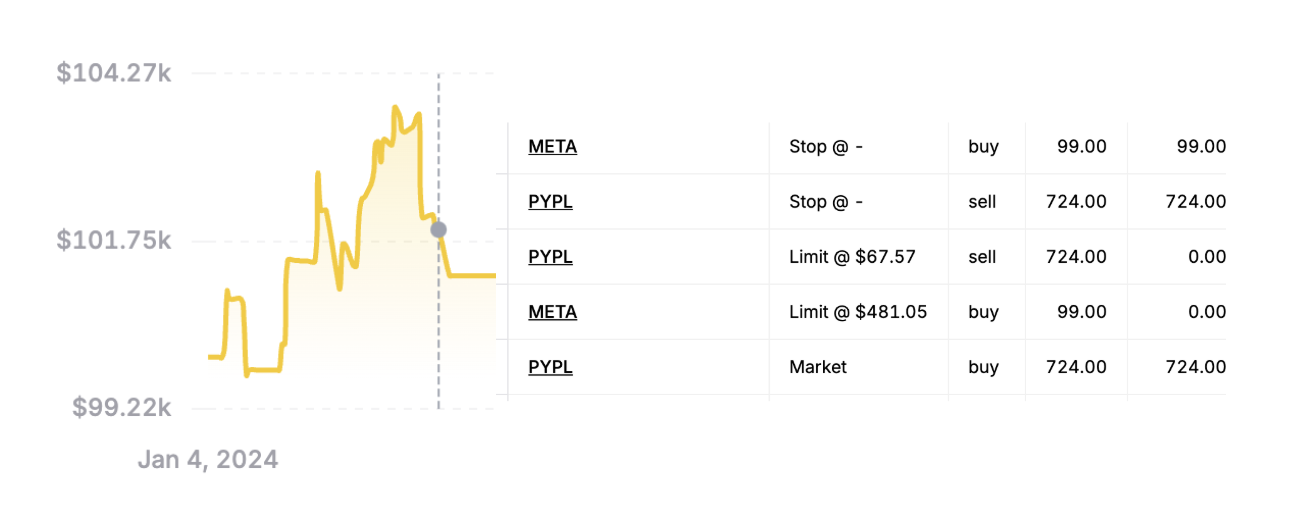 $104.27k
$101.75k
$99.22k
Jan 4, 2024
META Stop @ - buy 99.00 99.00
PYPL Stop @ - sell 724.00 724.00
PYPL Limit @ $67.57 sell 724.00 0.00
META Limit @ $481.05 buy 99.00 0.00
PYPL Market buy 724.00 724.00